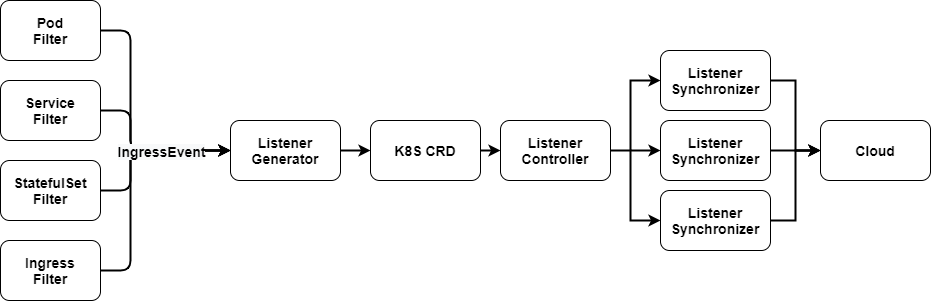 Pod
Filter
Service
Filter
StatefulSet
Filter
Ingress
Filter
IngressEvent
Listener
Generator
K8S CRD
Listener
Controller
Listener
Synchronizer
Listener
Synchronizer
Listener
Synchronizer
Cloud